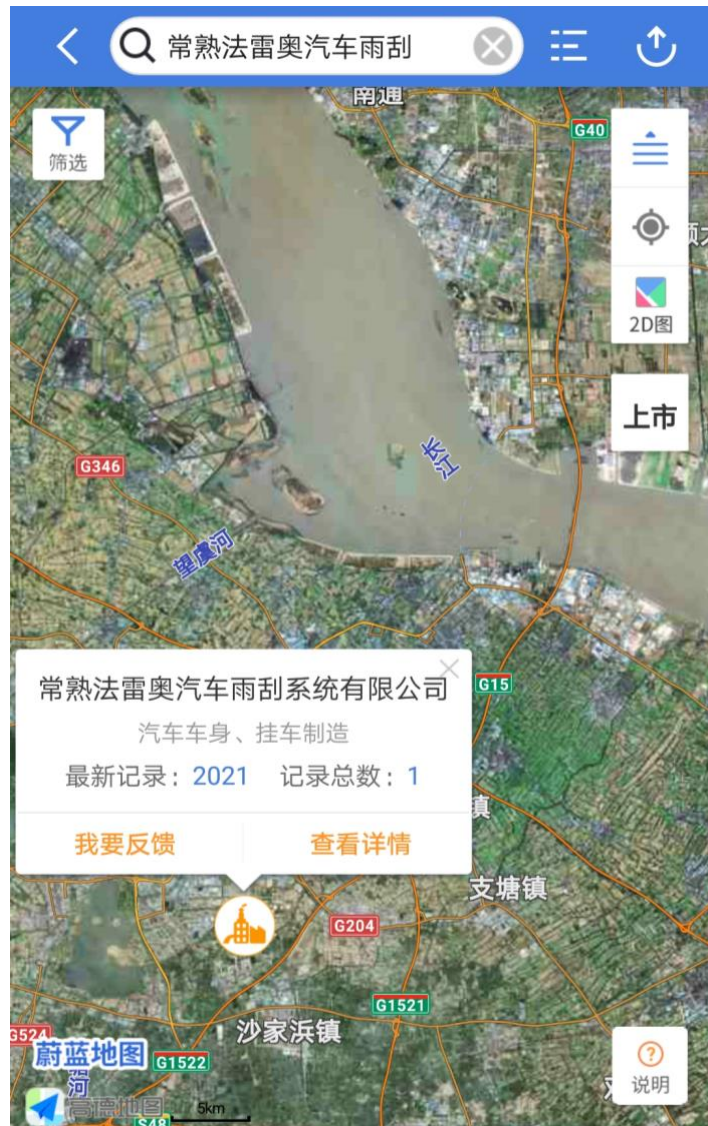 常熟法雷奥汽车雨刮
南通
筛选
G40
2D图
上市
长江
G346
望虞河
常熟法雷奥汽车雨刮系统有限公司
G15
汽车车身、挂车制造
最新记录：2021 记录总数：1
我要反馈 查看详情
镇
支塘镇
G204
G1521
沙家浜镇
G524
蔚蓝地图
G1522
河
说明
高德地图
5km
S48